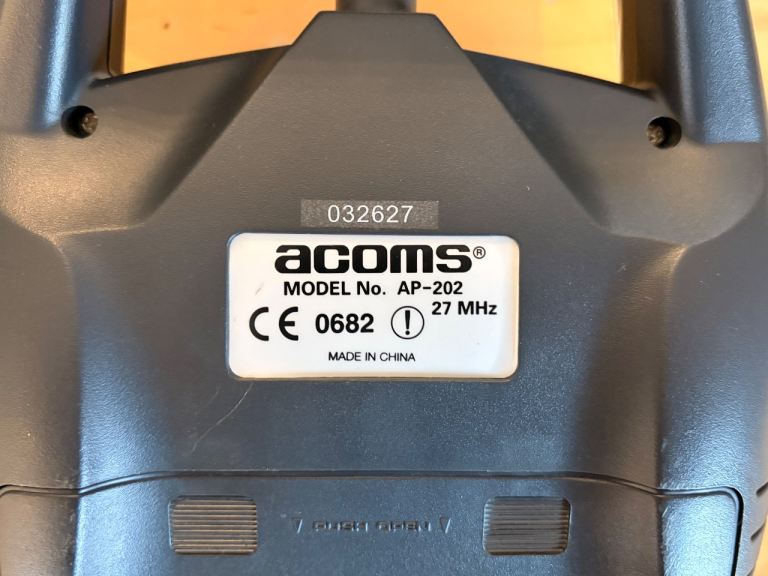 032627
acoms®
MODEL No. AP-202
27 MHz
CE 0682
MADE IN CHINA
PUSH OPEN